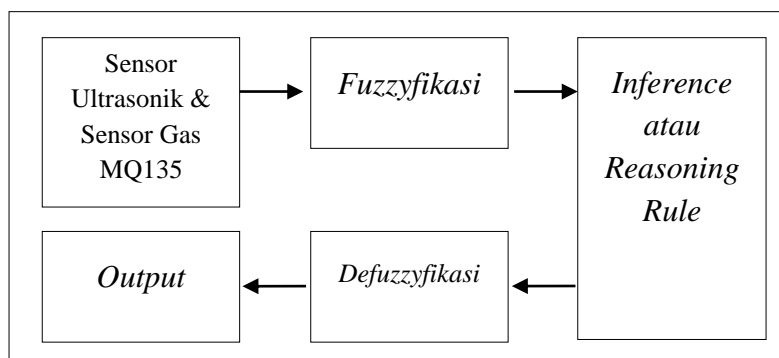 Sensor
Ultrasonik &
Sensor Gas
MQ135
Fuzzyfikasi
Inference
atau
Reasoning
Rule
Output
Defuzzyfikasi